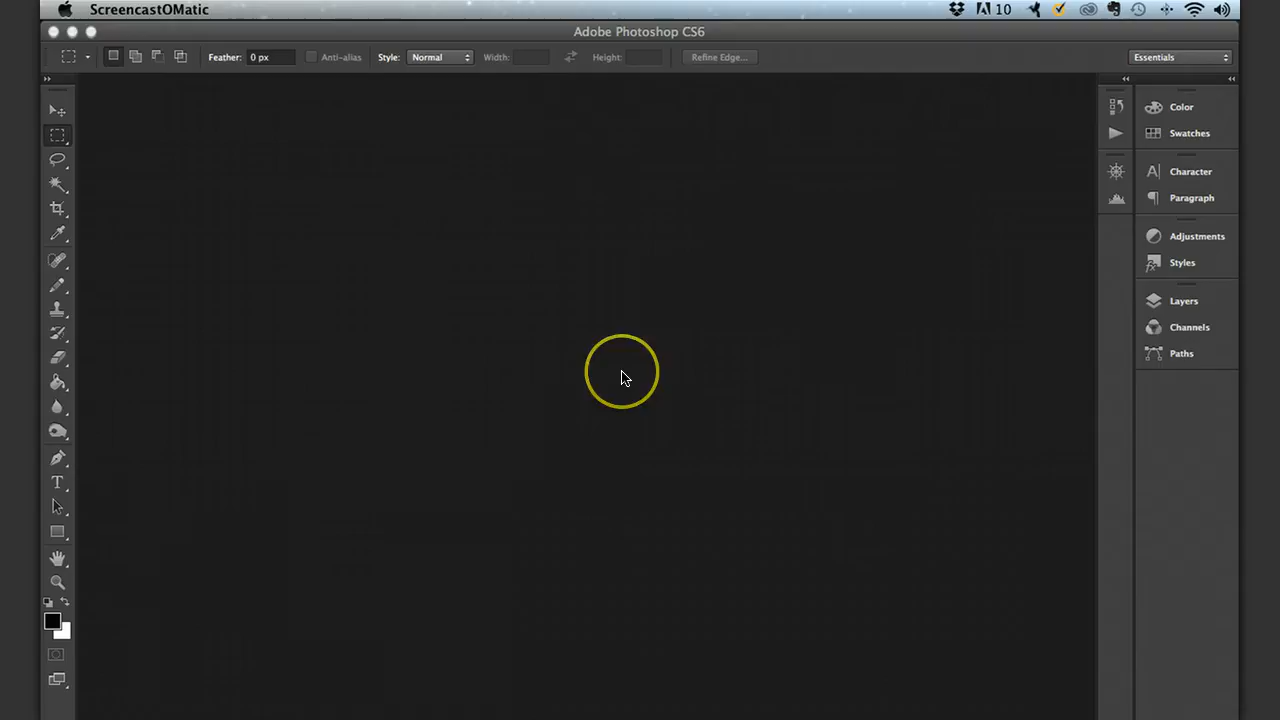 ScreencastOMatic 10
Adobe Photoshop CS6
Feather: 0 px Anti-alias Style: Normal Width: Height: Refine Edge... Essentials
Color
Swatches
Character
Paragraph
Adjustments
Styles
Layers
Channels
Paths